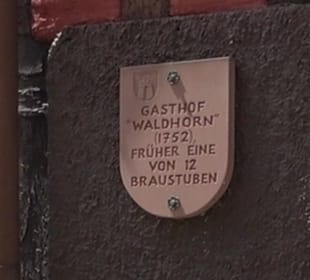 GASTHOF
"WALDHORN"
(1752),
FRÜHER EINE
VON 12
BRAUSTUBEN